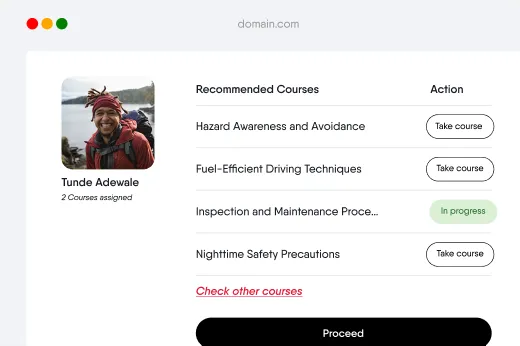 domain.com
Recommended Courses Action
Hazard Awareness and Avoidance Take course
Fuel-Efficient Driving Techniques Take course
Tunde Adewale
2 Courses assigned
Inspection and Maintenance Proce... In progress
Nighttime Safety Precautions Take course
Check other courses
Proceed